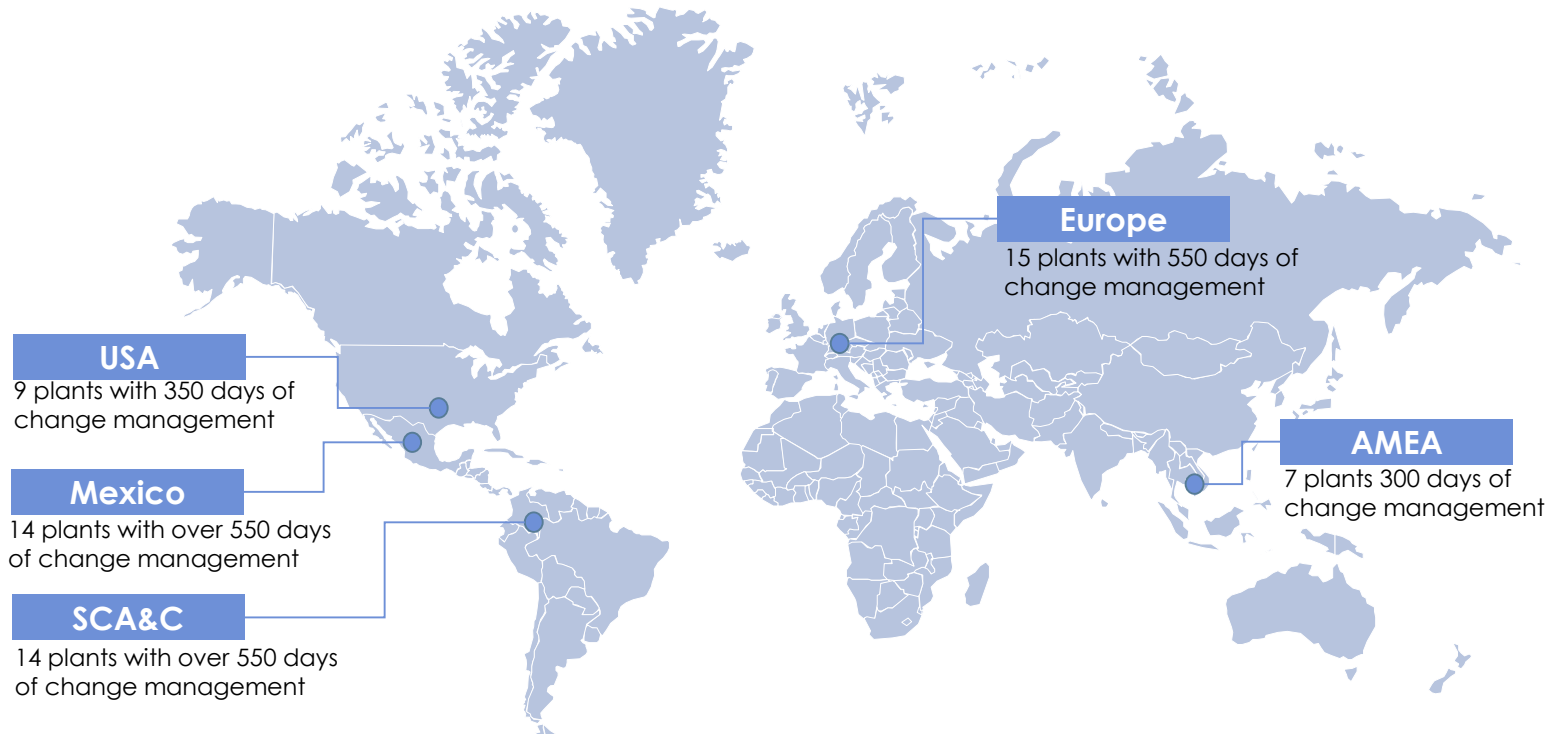 USA
9 plants with 350 days of
change management
Mexico
14 plants with over 550 days
of change management
SCA&C
14 plants with over 550 days
of change management
Europe
15 plants with 550 days of
change management
AMEA
7 plants 300 days of
change management